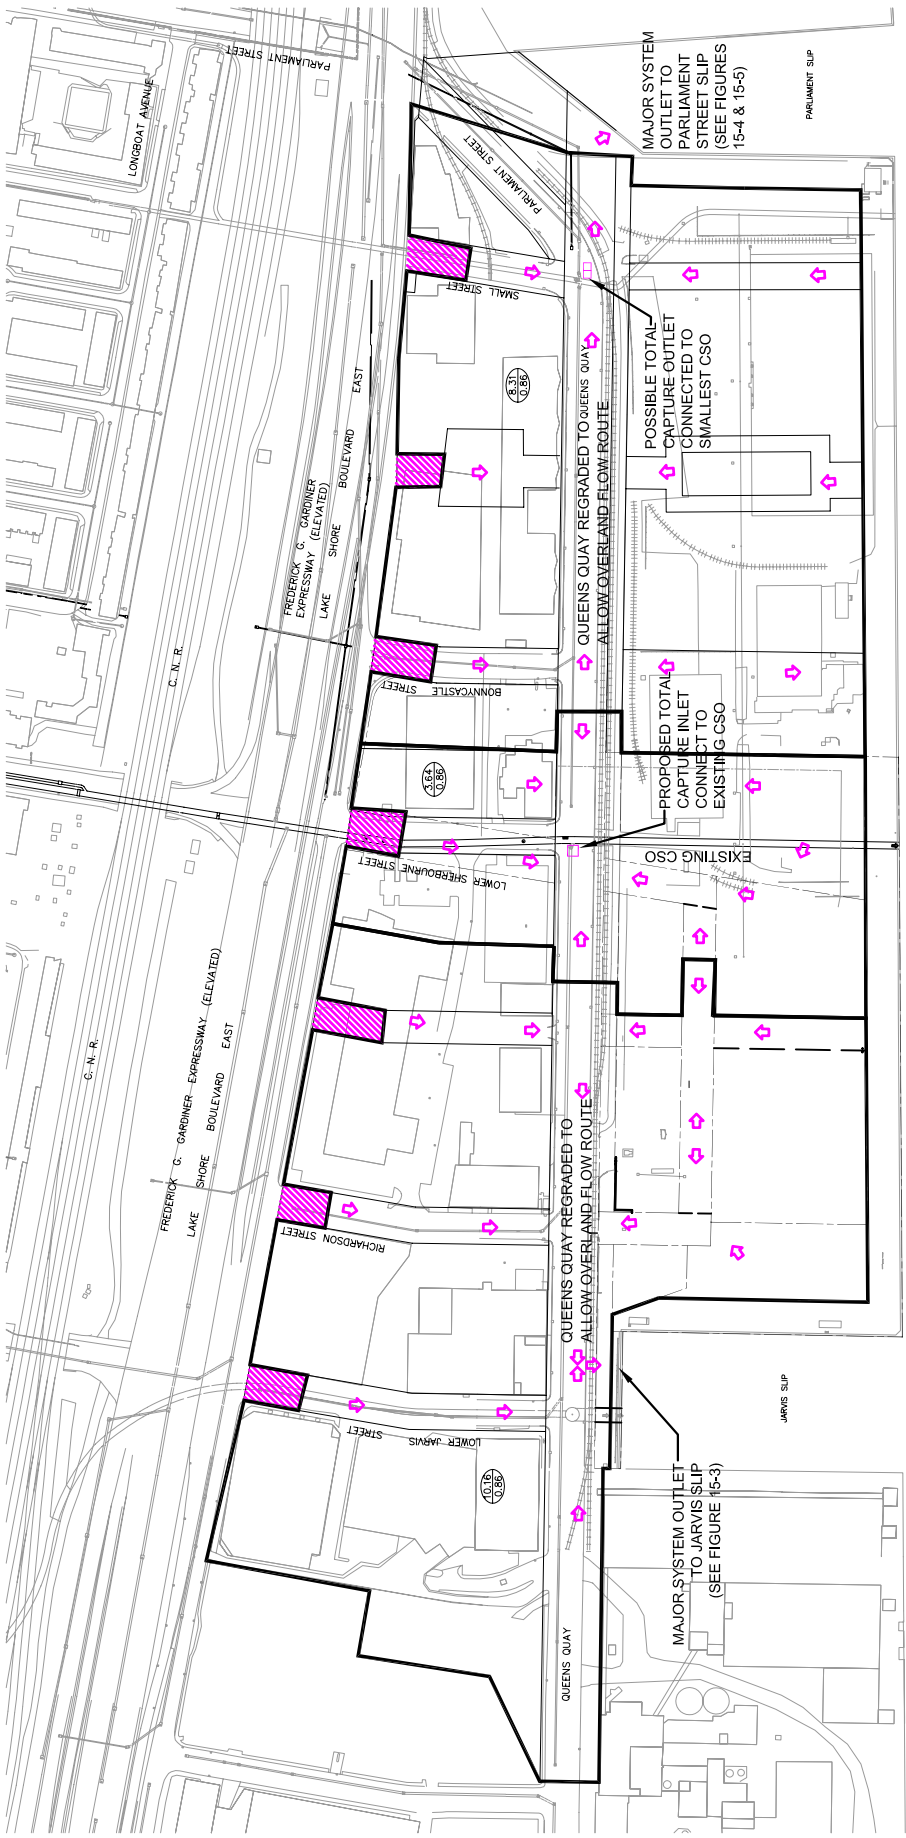 PARLIAMENT STREET
LONGBOAT AVENUE
MAJOR SYSTEM
OUTLET TO
PARLIAMENT
STREET SLIP
(SEE FIGURES
15-4 & 15-5)
PARLIAMENT SLIP
PARLIAMENT STREET
SMALL STREET
8.31
0.86
QUEENS QUAY
POSSIBLE TOTAL
CAPTURE OUTLET
CONNECTED TO
SMALLEST CSO
QUEENS QUAY REGRADED TO
ALLOW OVERLAND FLOW ROUTE
FREDERICK G. GARDINER
EXPRESSWAY (ELEVATED)
LAKE SHORE BOULEVARD EAST
C. N. R.
BONNYCASTLE STREET
PROPOSED TOTAL
CAPTURE INLET
CONNECT TO
EXISTING CSO
3.64
0.86
LOWER SHERBOURNE STREET
EXISTING CSO
C. N. R.
FREDERICK G. GARDINER EXPRESSWAY (ELEVATED)
LAKE SHORE BOULEVARD EAST
RICHARDSON STREET
QUEENS QUAY REGRADED TO
ALLOW OVERLAND FLOW ROUTE
LOWER JARVIS STREET
10.16
0.86
JARVIS SLIP
MAJOR SYSTEM OUTLET
TO JARVIS SLIP
(SEE FIGURE 15-3)
QUEENS QUAY